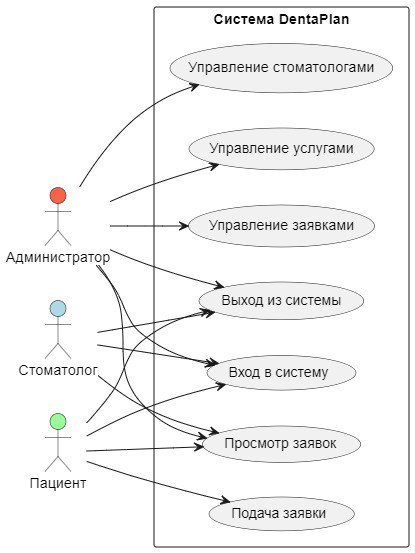 Система DentaPlan
Управление стоматологами
Управление услугами
Управление заявками
Администратор
Выход из системы
Стоматолог
Вход в систему
Просмотр заявок
Пациент
Подача заявки